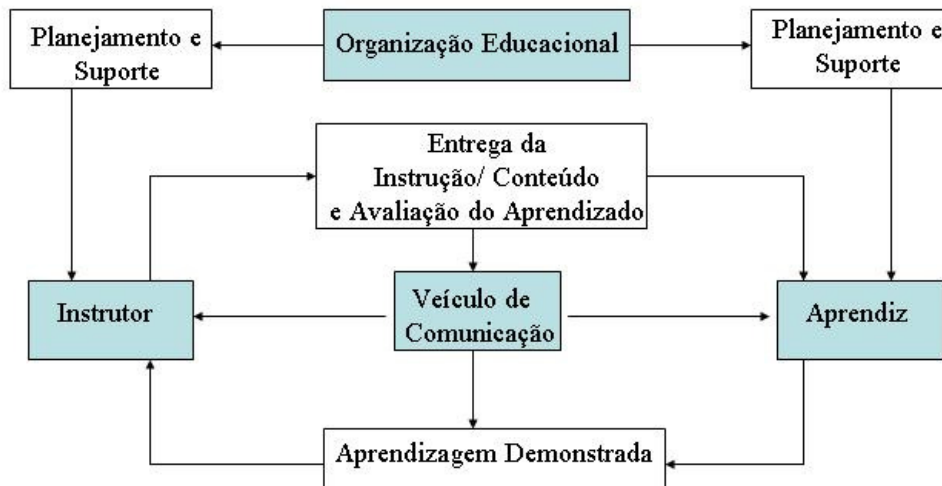 Planejamento e
Suporte
Organização Educacional
Planejamento e
Suporte
Entrega da
Instrução/ Conteúdo
e Avaliação do Aprendizado
Instrutor
Veículo de
Comunicação
Aprendiz
Aprendizagem Demonstrada